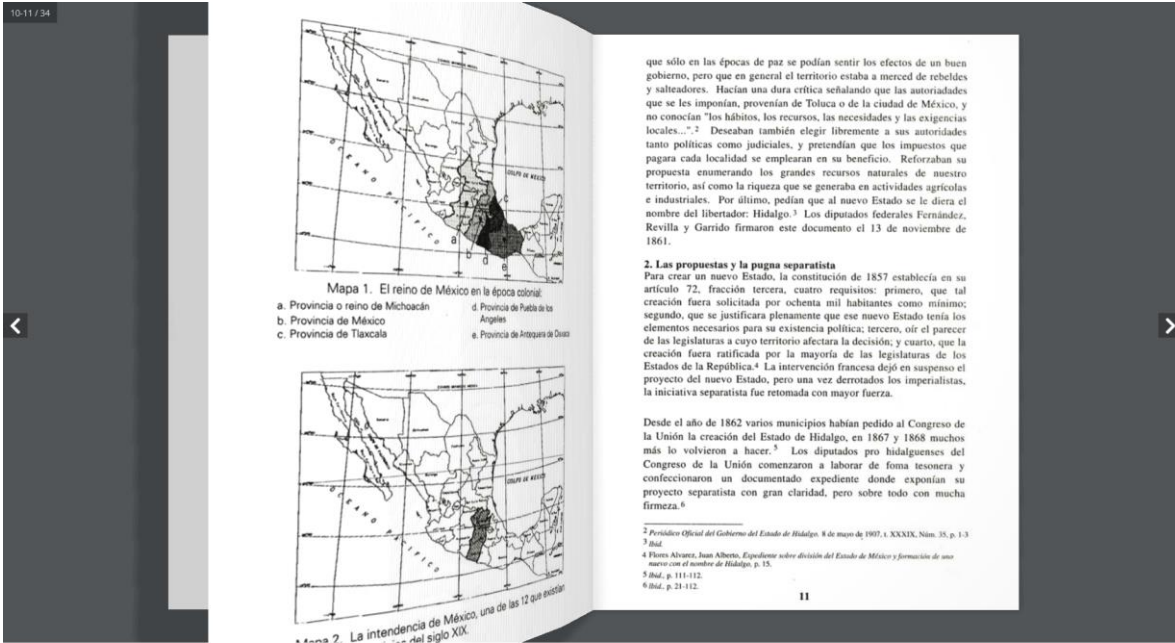 10-11 / 34
GOLFO DE MEXICO
OCEANO PACIFICO
a
b
c
d
e
Mapa 1. El reino de México en la época colonial:
a. Provincia o reino de Michoacán
b. Provincia de México
c. Provincia de Tlaxcala
d. Provincia de Puebla de los
Angeles
e. Provincia de Antequera de Oaxaca
GOLFO DE MEXICO
OCEANO PACIFICO
Mapa 2. La intendencia de México, una de las 12 que existían
del siglo XIX.
que sólo en las épocas de paz se podían sentir los efectos de un buen
gobierno, pero que en general el territorio estaba a merced de rebeldes
y salteadores. Hacían una dura crítica señalando que las autoriadades
que se les imponían, provenían de Toluca o de la ciudad de México, y
no conocían "los hábitos, los recursos, las necesidades y las exigencias
locales...".2 Deseaban también elegir libremente a sus autoridades
tanto políticas como judiciales, y pretendían que los impuestos que
pagara cada localidad se emplearan en su beneficio. Reforzaban su
propuesta enumerando los grandes recursos naturales de nuestro
territorio, así como la riqueza que se generaba en actividades agrícolas
e industriales. Por último, pedían que al nuevo Estado se le diera el
nombre del libertador: Hidalgo.3 Los diputados federales Fernández,
Revilla y Garrido firmaron este documento el 13 de noviembre de
1861.
2. Las propuestas y la pugna separatista
Para crear un nuevo Estado, la constitución de 1857 establecía en su
artículo 72, fracción tercera, cuatro requisitos: primero, que tal
creación fuera solicitada por ochenta mil habitantes como mínimo;
segundo, que se justificara plenamente que ese nuevo Estado tenía los
elementos necesarios para su existencia política; tercero, oír el parecer
de las legislaturas a cuyo territorio afectara la decisión; y cuarto, que la
creación fuera ratificada por la mayoría de las legislaturas de los
Estados de la República.4 La intervención francesa dejó en suspenso el
proyecto del nuevo Estado, pero una vez derrotados los imperialistas,
la iniciativa separatista fue retomada con mayor fuerza.
Desde el año de 1862 varios municipios habían pedido al Congreso de
la Unión la creación del Estado de Hidalgo, en 1867 y 1868 muchos
más lo volvieron a hacer.5 Los diputados pro hidalguenses del
Congreso de la Unión comenzaron a laborar de foma tesonera y
confeccionaron un documentado expediente donde exponían su
proyecto separatista con gran claridad, pero sobre todo con mucha
firmeza.6
2 Periódico Oficial del Gobierno del Estado de Hidalgo, 8 de mayo de 1907, t. XXXIX, Núm. 35, p. 1-3
3 Ibid.
4 Flores Alvarez, Juan Alberto, Expediente sobre división del Estado de México y formación de uno
nuevo con el nombre de Hidalgo, p. 15.
5 Ibid., p. 111-112.
6 Ibid., p. 21-112.
11